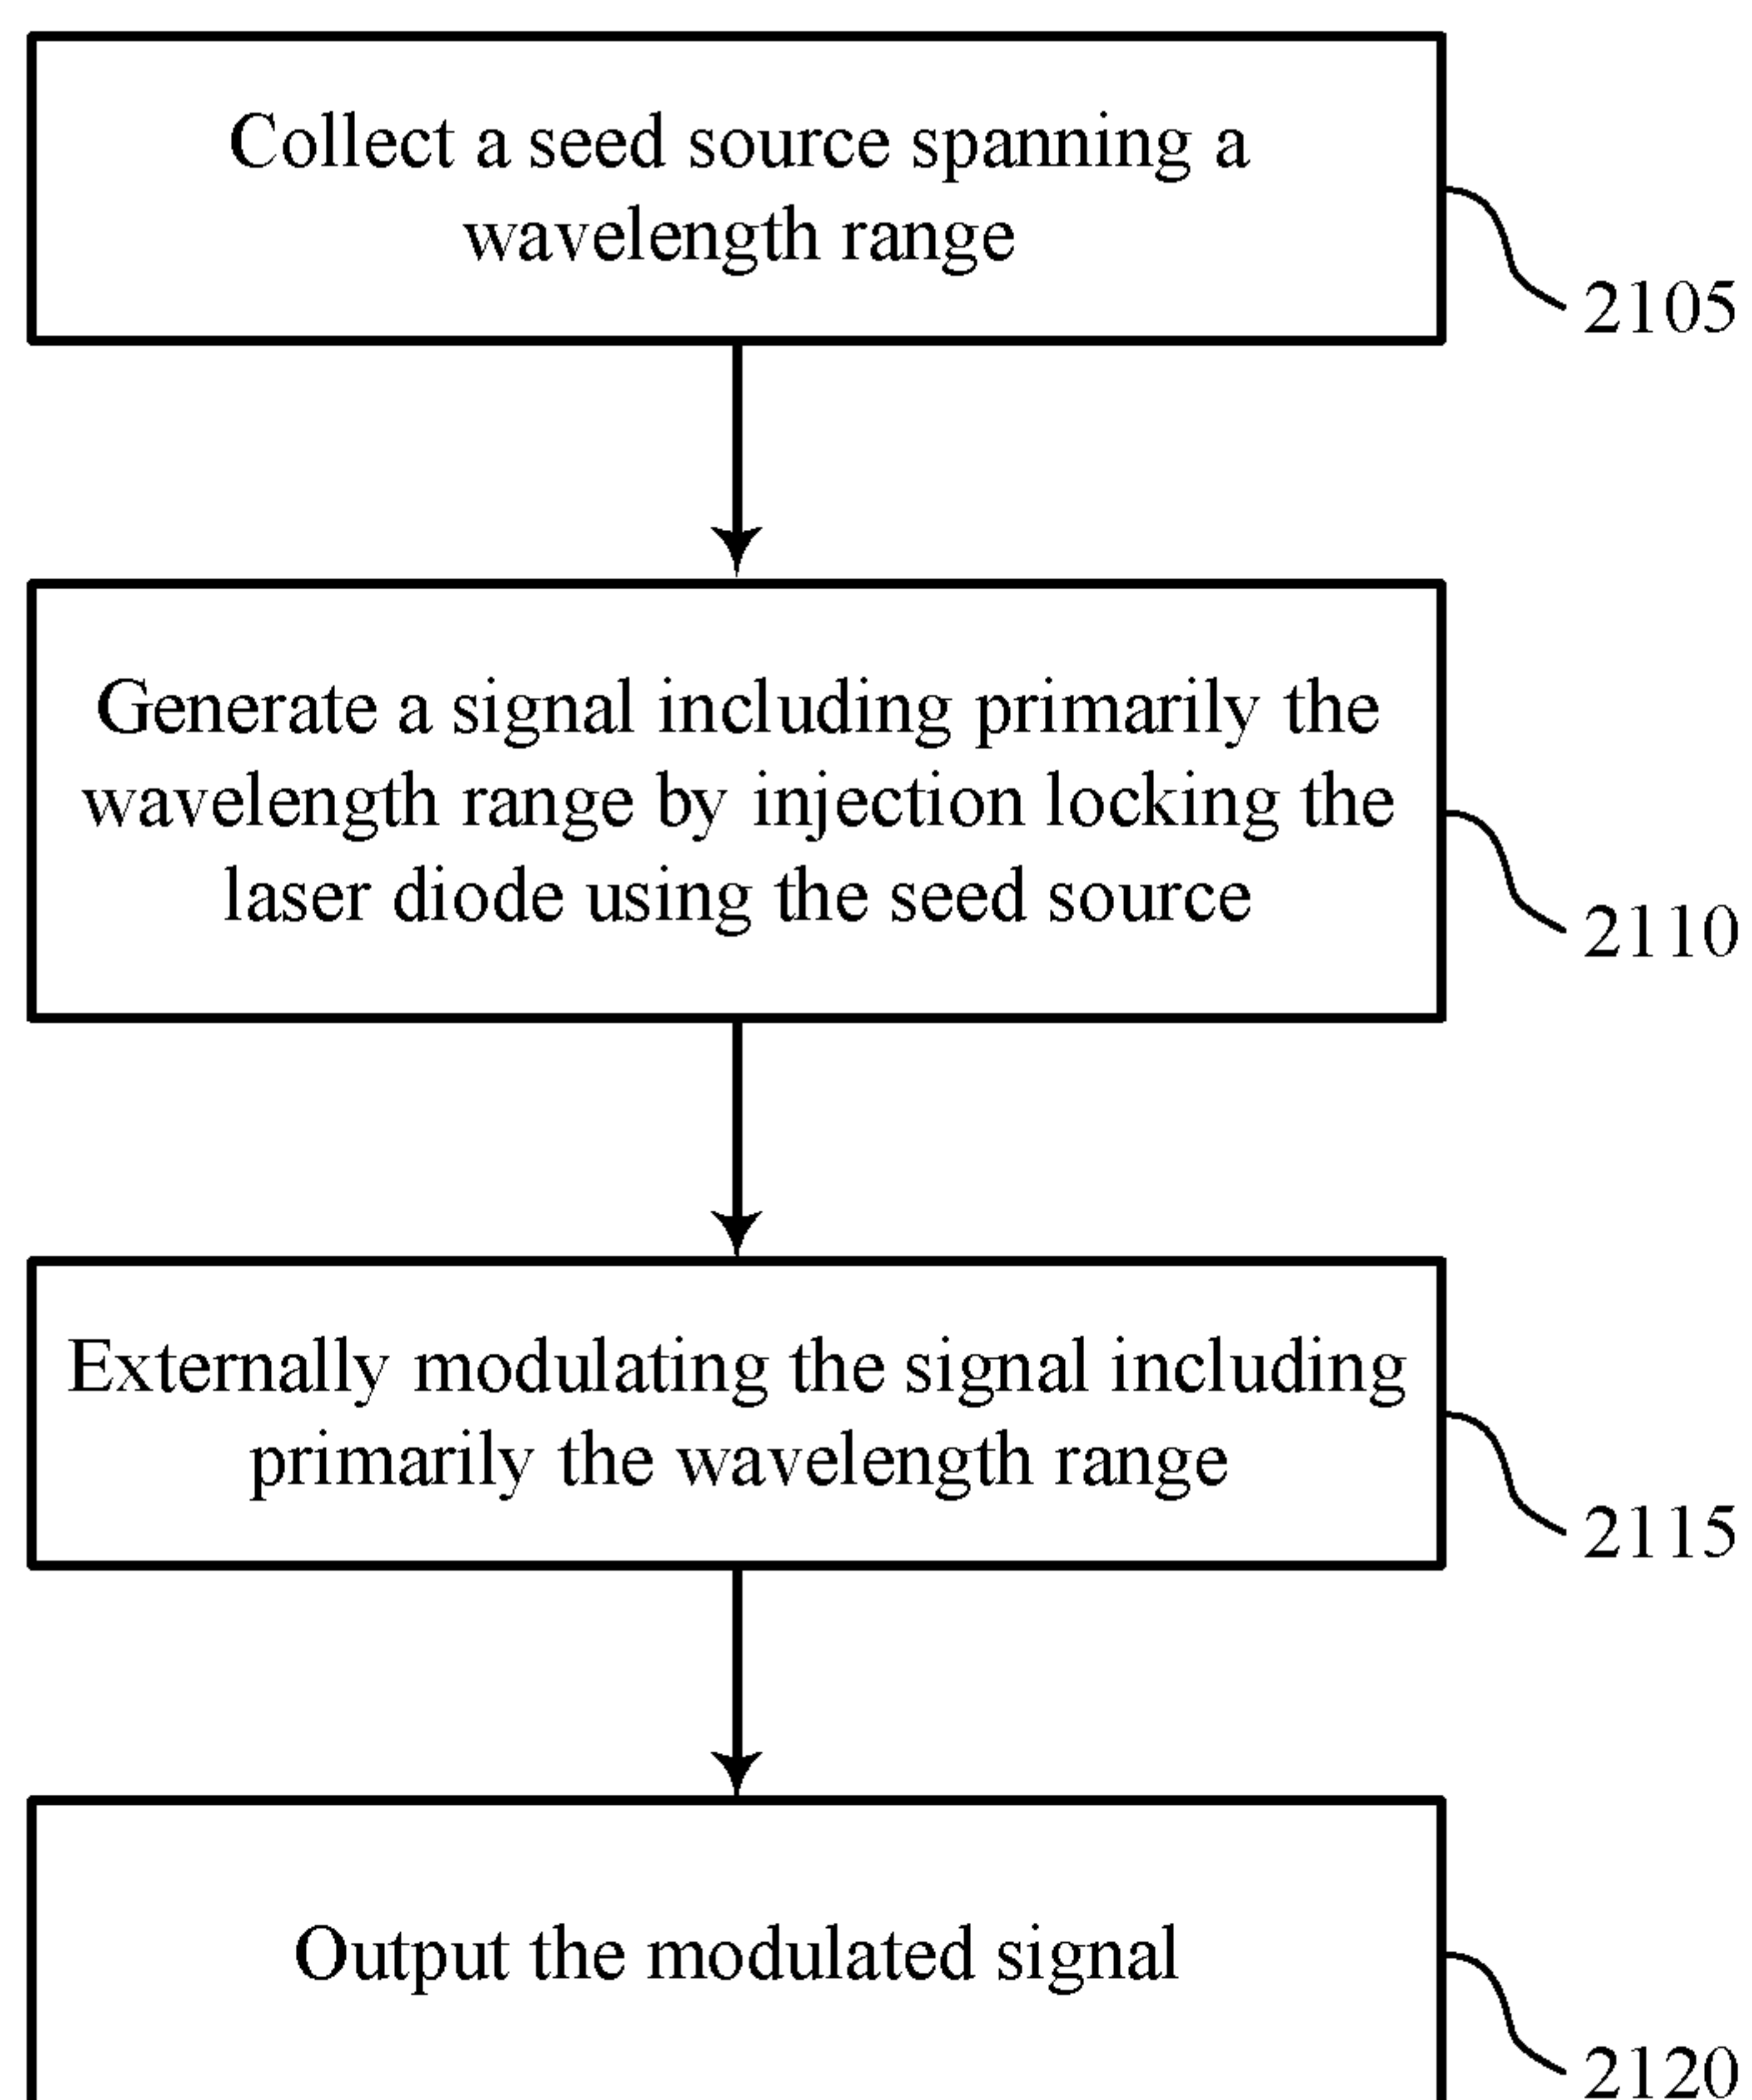 Collect a seed source spanning a
wavelength range
2105
Generate a signal including primarily the
wavelength range by injection locking the
laser diode using the seed source
2110
Externally modulating the signal including
primarily the wavelength range
2115
Output the modulated signal
2120